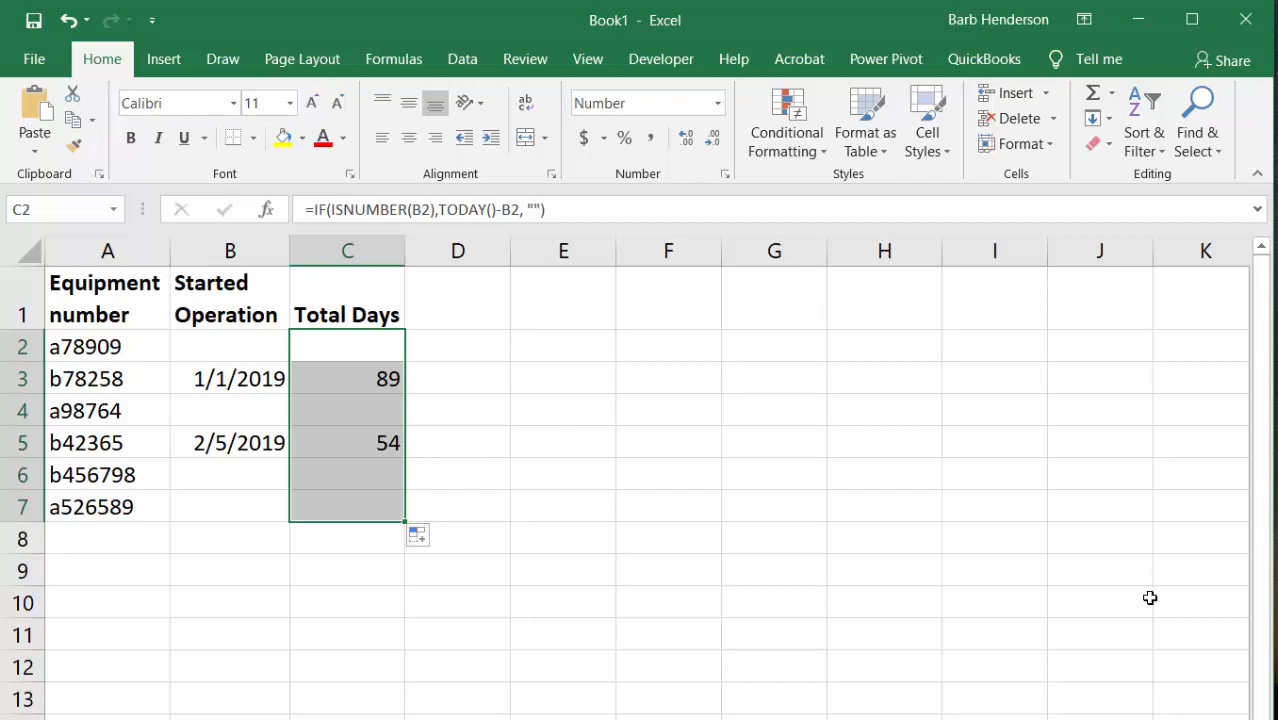 Book1 - Excel
Barb Henderson
File Home Insert Draw Page Layout Formulas Data Review View Developer Help Acrobat Power Pivot QuickBooks Tell me Share
Paste
Clipboard
Calibri 11
B I U A
Font
ab
Alignment
Number
$ % ,
Number
Conditional Formatting
Format as Table
Cell Styles
Styles
Insert
Delete
Format
Cells
Sort & Filter
Find & Select
Editing
C2 fx =IF(ISNUMBER(B2),TODAY()-B2, "")
A B C D E F G H I J K
1 Equipment number Started Operation Total Days
2 a78909
3 b78258 1/1/2019 89
4 a98764
5 b42365 2/5/2019 54
6 b456798
7 a526589
8
9
10
11
12
13